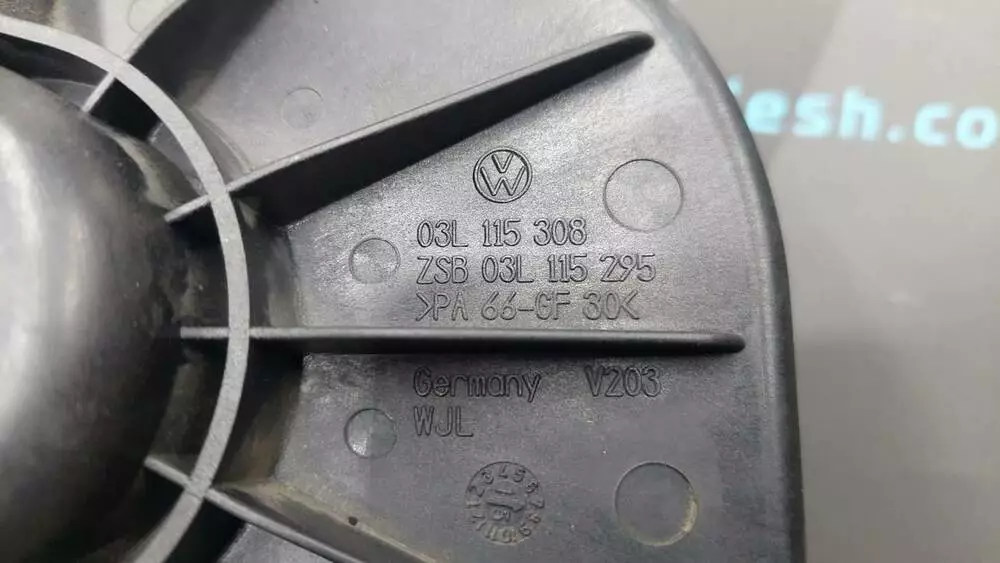 esh.co
03L 115 308
ZSB 03L 115 295
>PA 66-GF 30<
Germany V203
WJL